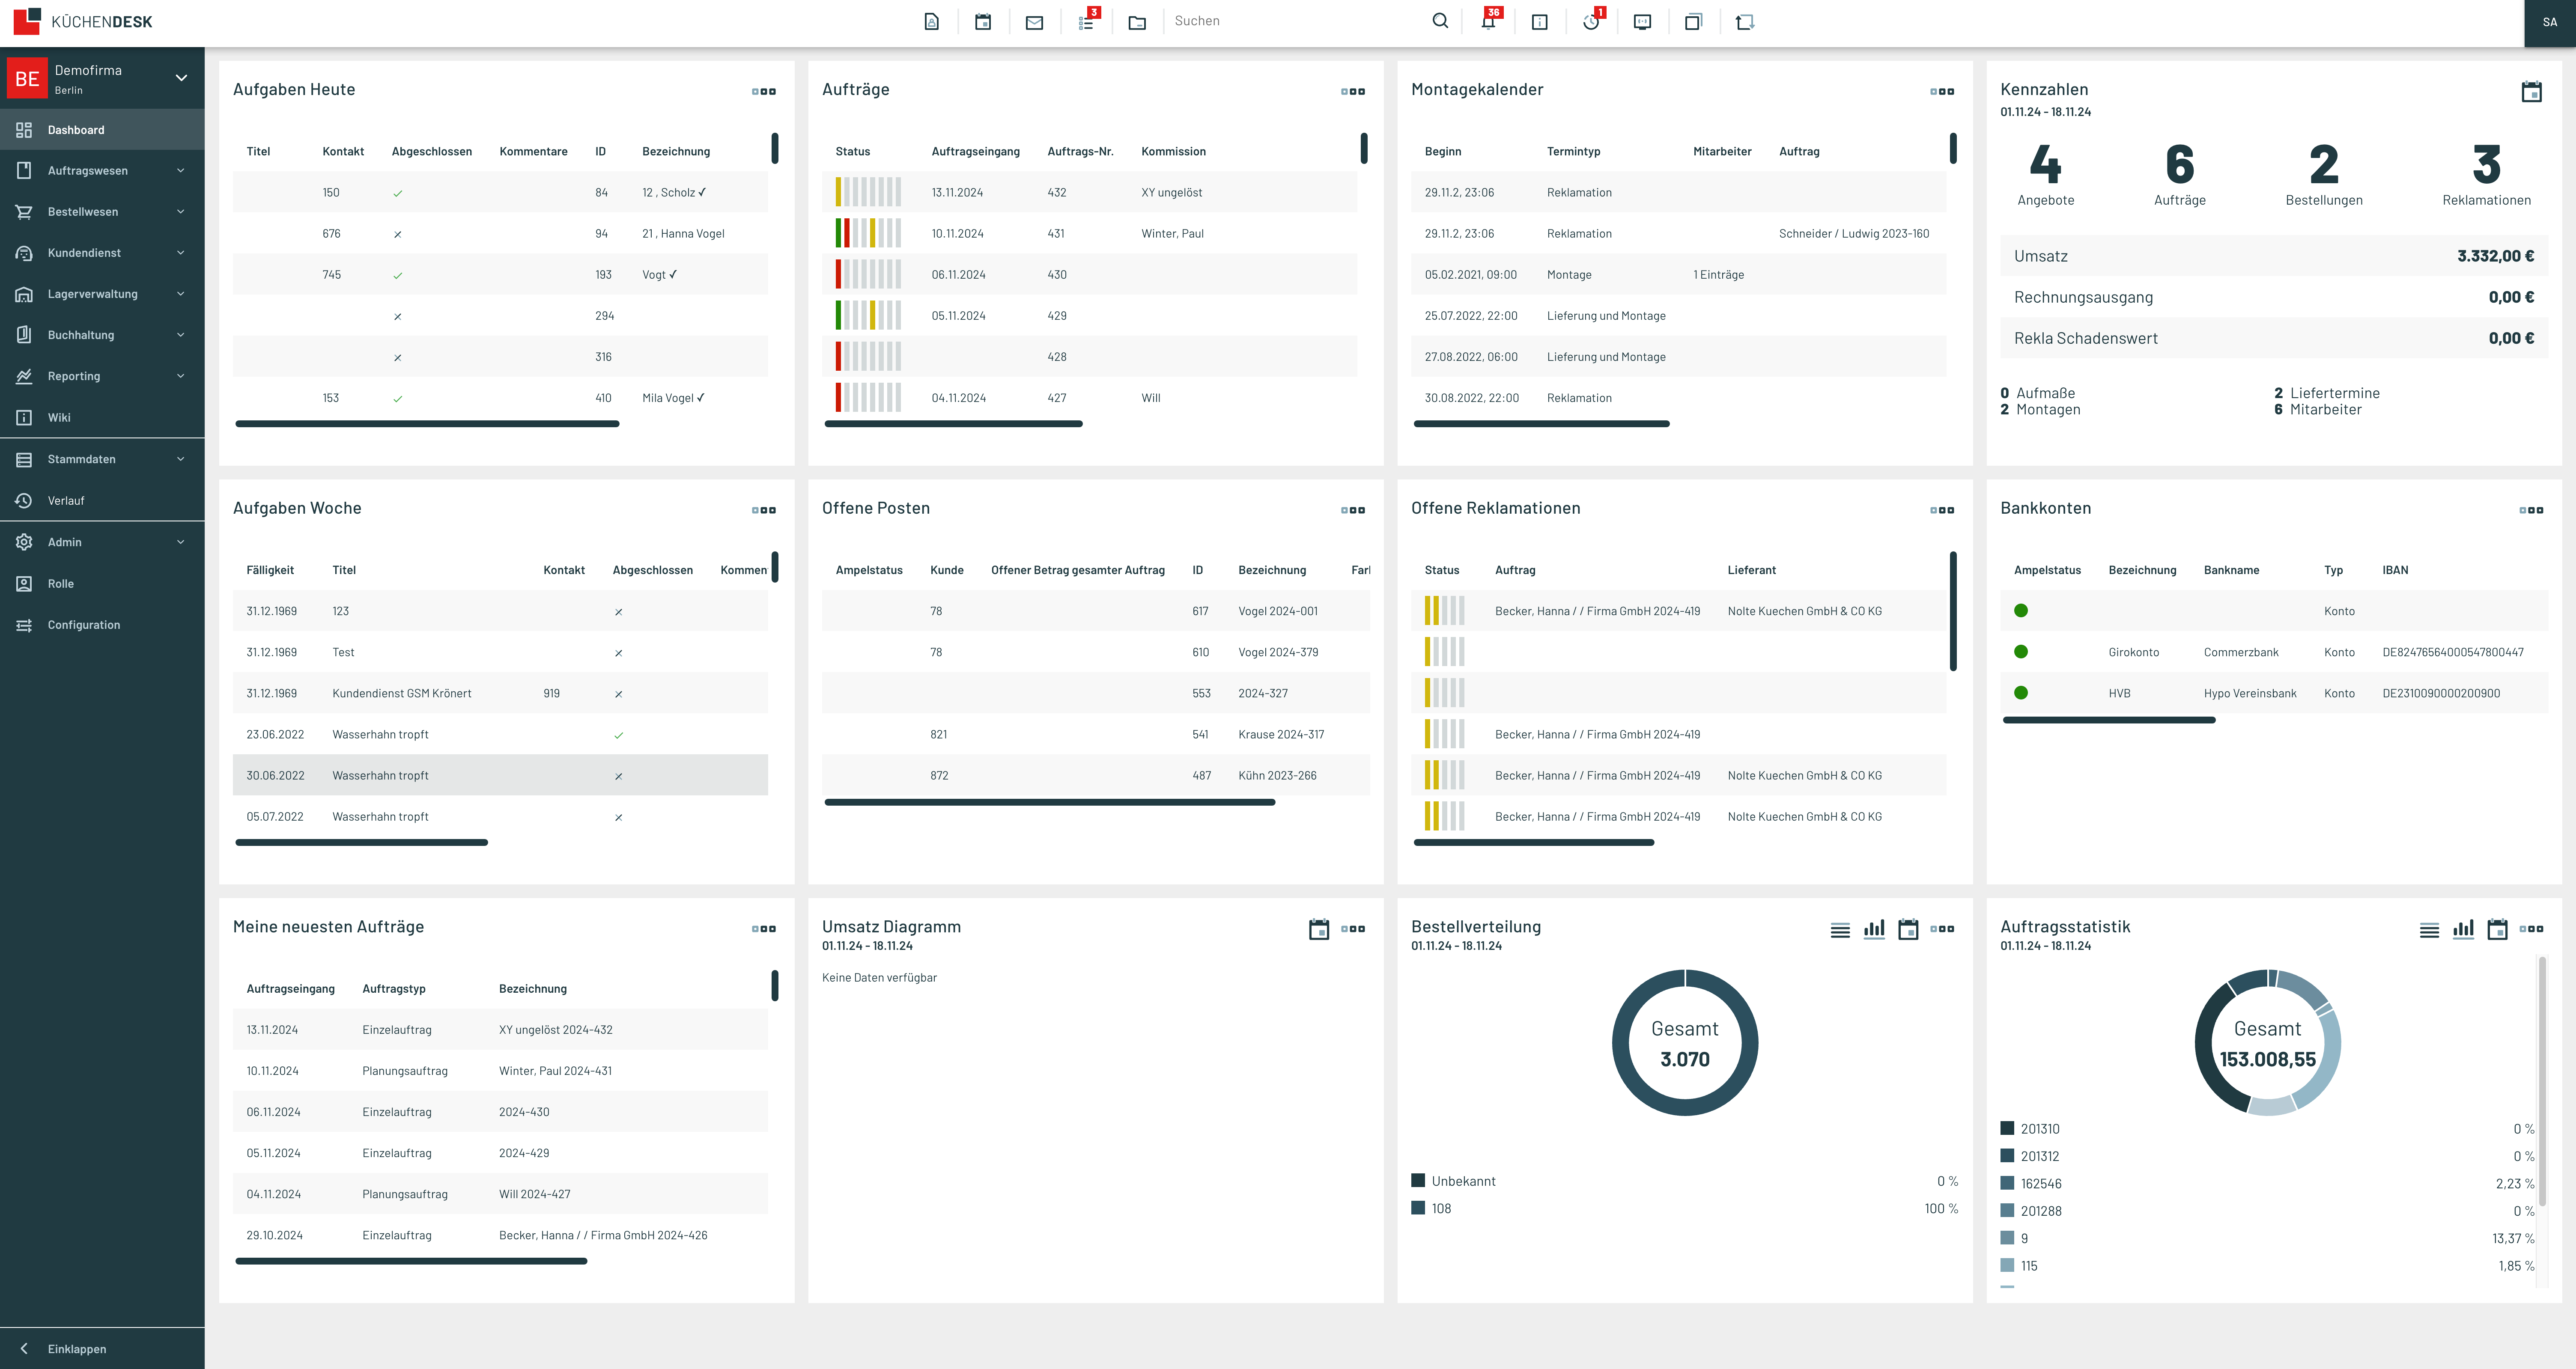 KÜCHENDESK
3
Suchen
36
1
SA
BE
Demofirma
Berlin
Dashboard
Auftragswesen
Bestellwesen
Kundendienst
Lagerverwaltung
Buchhaltung
Reporting
Wiki
Stammdaten
Verlauf
Admin
Rolle
Configuration
Einklappen
Aufgaben Heute
Titel Kontakt Abgeschlossen Kommentare ID Bezeichnung
150 84 12 , Scholz ✓
676 94 21 , Hanna Vogel
745 193 Vogt ✓
294
316
153 410 Mila Vogel ✓
Aufträge
Status Auftragseingang Auftrags-Nr. Kommission
13.11.2024 432 XY ungelöst
10.11.2024 431 Winter, Paul
06.11.2024 430
05.11.2024 429
428
04.11.2024 427 Will
Montagekalender
Beginn Termintyp Mitarbeiter Auftrag
29.11.2, 23:06 Reklamation
29.11.2, 23:06 Reklamation Schneider / Ludwig 2023-160
05.02.2021, 09:00 Montage 1 Einträge
25.07.2022, 22:00 Lieferung und Montage
27.08.2022, 06:00 Lieferung und Montage
30.08.2022, 22:00 Reklamation
Kennzahlen
01.11.24 - 18.11.24
4 6 2 3
Angebote Aufträge Bestellungen Reklamationen
Umsatz 3.332,00 €
Rechnungsausgang 0,00 €
Rekla Schadenswert 0,00 €
0 Aufmaße 2 Liefertermine
2 Montagen 6 Mitarbeiter
Aufgaben Woche
Fälligkeit Titel Kontakt Abgeschlossen Kommen
31.12.1969 123
31.12.1969 Test
31.12.1969 Kundendienst GSM Krönert 919
23.06.2022 Wasserhahn tropft
30.06.2022 Wasserhahn tropft
05.07.2022 Wasserhahn tropft
Offene Posten
Ampelstatus Kunde Offener Betrag gesamter Auftrag ID Bezeichnung Far
78 617 Vogel 2024-001
78 610 Vogel 2024-379
553 2024-327
821 541 Krause 2024-317
872 487 Kühn 2023-266
Offene Reklamationen
Status Auftrag Lieferant
Becker, Hanna / / Firma GmbH 2024-419 Nolte Kuechen GmbH & CO KG
Becker, Hanna / / Firma GmbH 2024-419
Becker, Hanna / / Firma GmbH 2024-419 Nolte Kuechen GmbH & CO KG
Becker, Hanna / / Firma GmbH 2024-419 Nolte Kuechen GmbH & CO KG
Bankkonten
Ampelstatus Bezeichnung Bankname Typ IBAN
Konto
Girokonto Commerzbank Konto DE82476564000547800447
HVB Hypo Vereinsbank Konto DE2310090000200900
Meine neuesten Aufträge
Auftragseingang Auftragstyp Bezeichnung
13.11.2024 Einzelauftrag XY ungelöst 2024-432
10.11.2024 Planungsauftrag Winter, Paul 2024-431
06.11.2024 Einzelauftrag 2024-430
05.11.2024 Einzelauftrag 2024-429
04.11.2024 Planungsauftrag Will 2024-427
29.10.2024 Einzelauftrag Becker, Hanna / / Firma GmbH 2024-426
Umsatz Diagramm
01.11.24 - 18.11.24
Keine Daten verfügbar
Bestellverteilung
01.11.24 - 18.11.24
Gesamt
3.070
Unbekannt 0 %
108 100 %
Auftragsstatistik
01.11.24 - 18.11.24
Gesamt
153.008,55
201310 0 %
201312 0 %
162546 2,23 %
201288 0 %
9 13,37 %
115 1,85 %